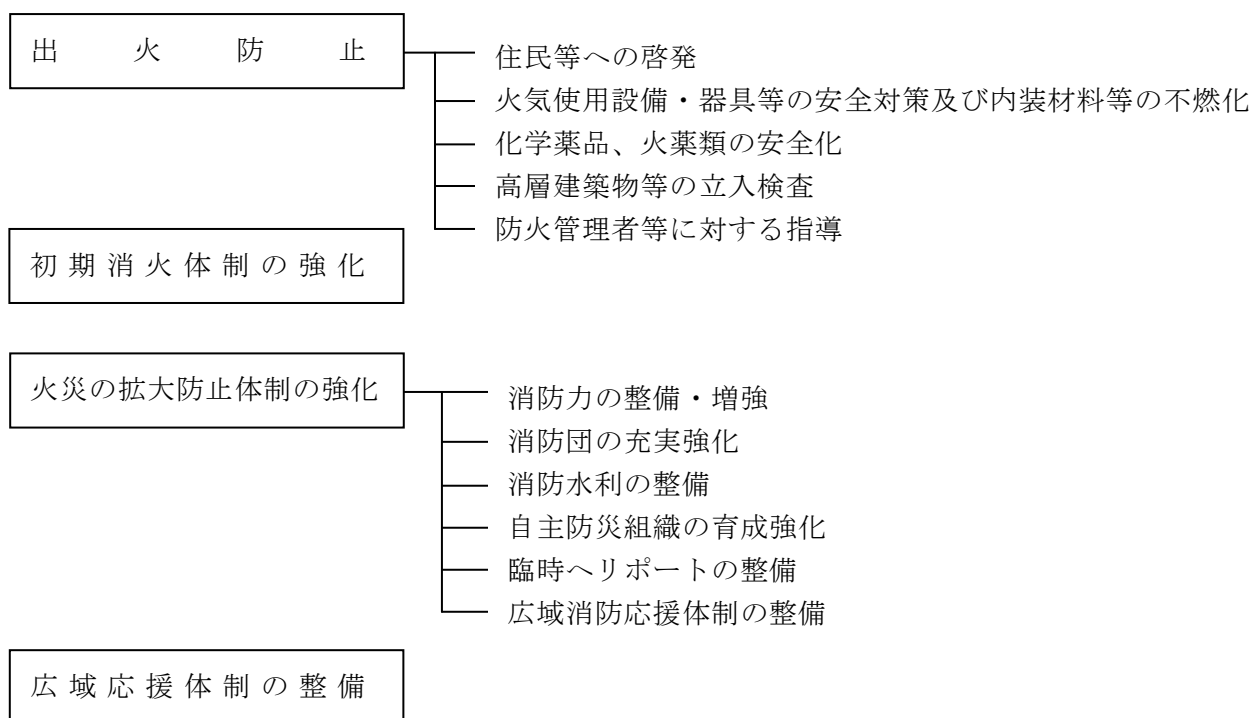 出火防止
住民等への啓発
火気使用設備・器具等の安全対策及び内装材料等の不燃化
化学薬品、火薬類の安全化
高層建築物等の立入検査
防火管理者等に対する指導
初期消火体制の強化
火災の拡大防止体制の強化
消防力の整備・増強
消防団の充実強化
消防水利の整備
自主防災組織の育成強化
臨時ヘリポートの整備
広域消防応援体制の整備
広域応援体制の整備